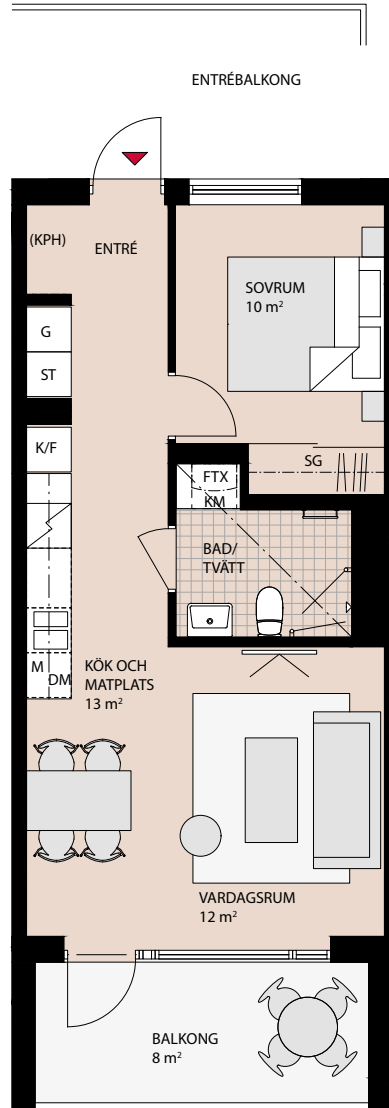 ENTRÉBALKONG
(KPH)
ENTRÉ
SOVRUM
10 m²
G
ST
K/F
SG
FTX
KM
BAD/
TVÄTT
M
DM
KÖK OCH
MATPLATS
13 m²
VARDAGSRUM
12 m²
BALKONG
8 m²